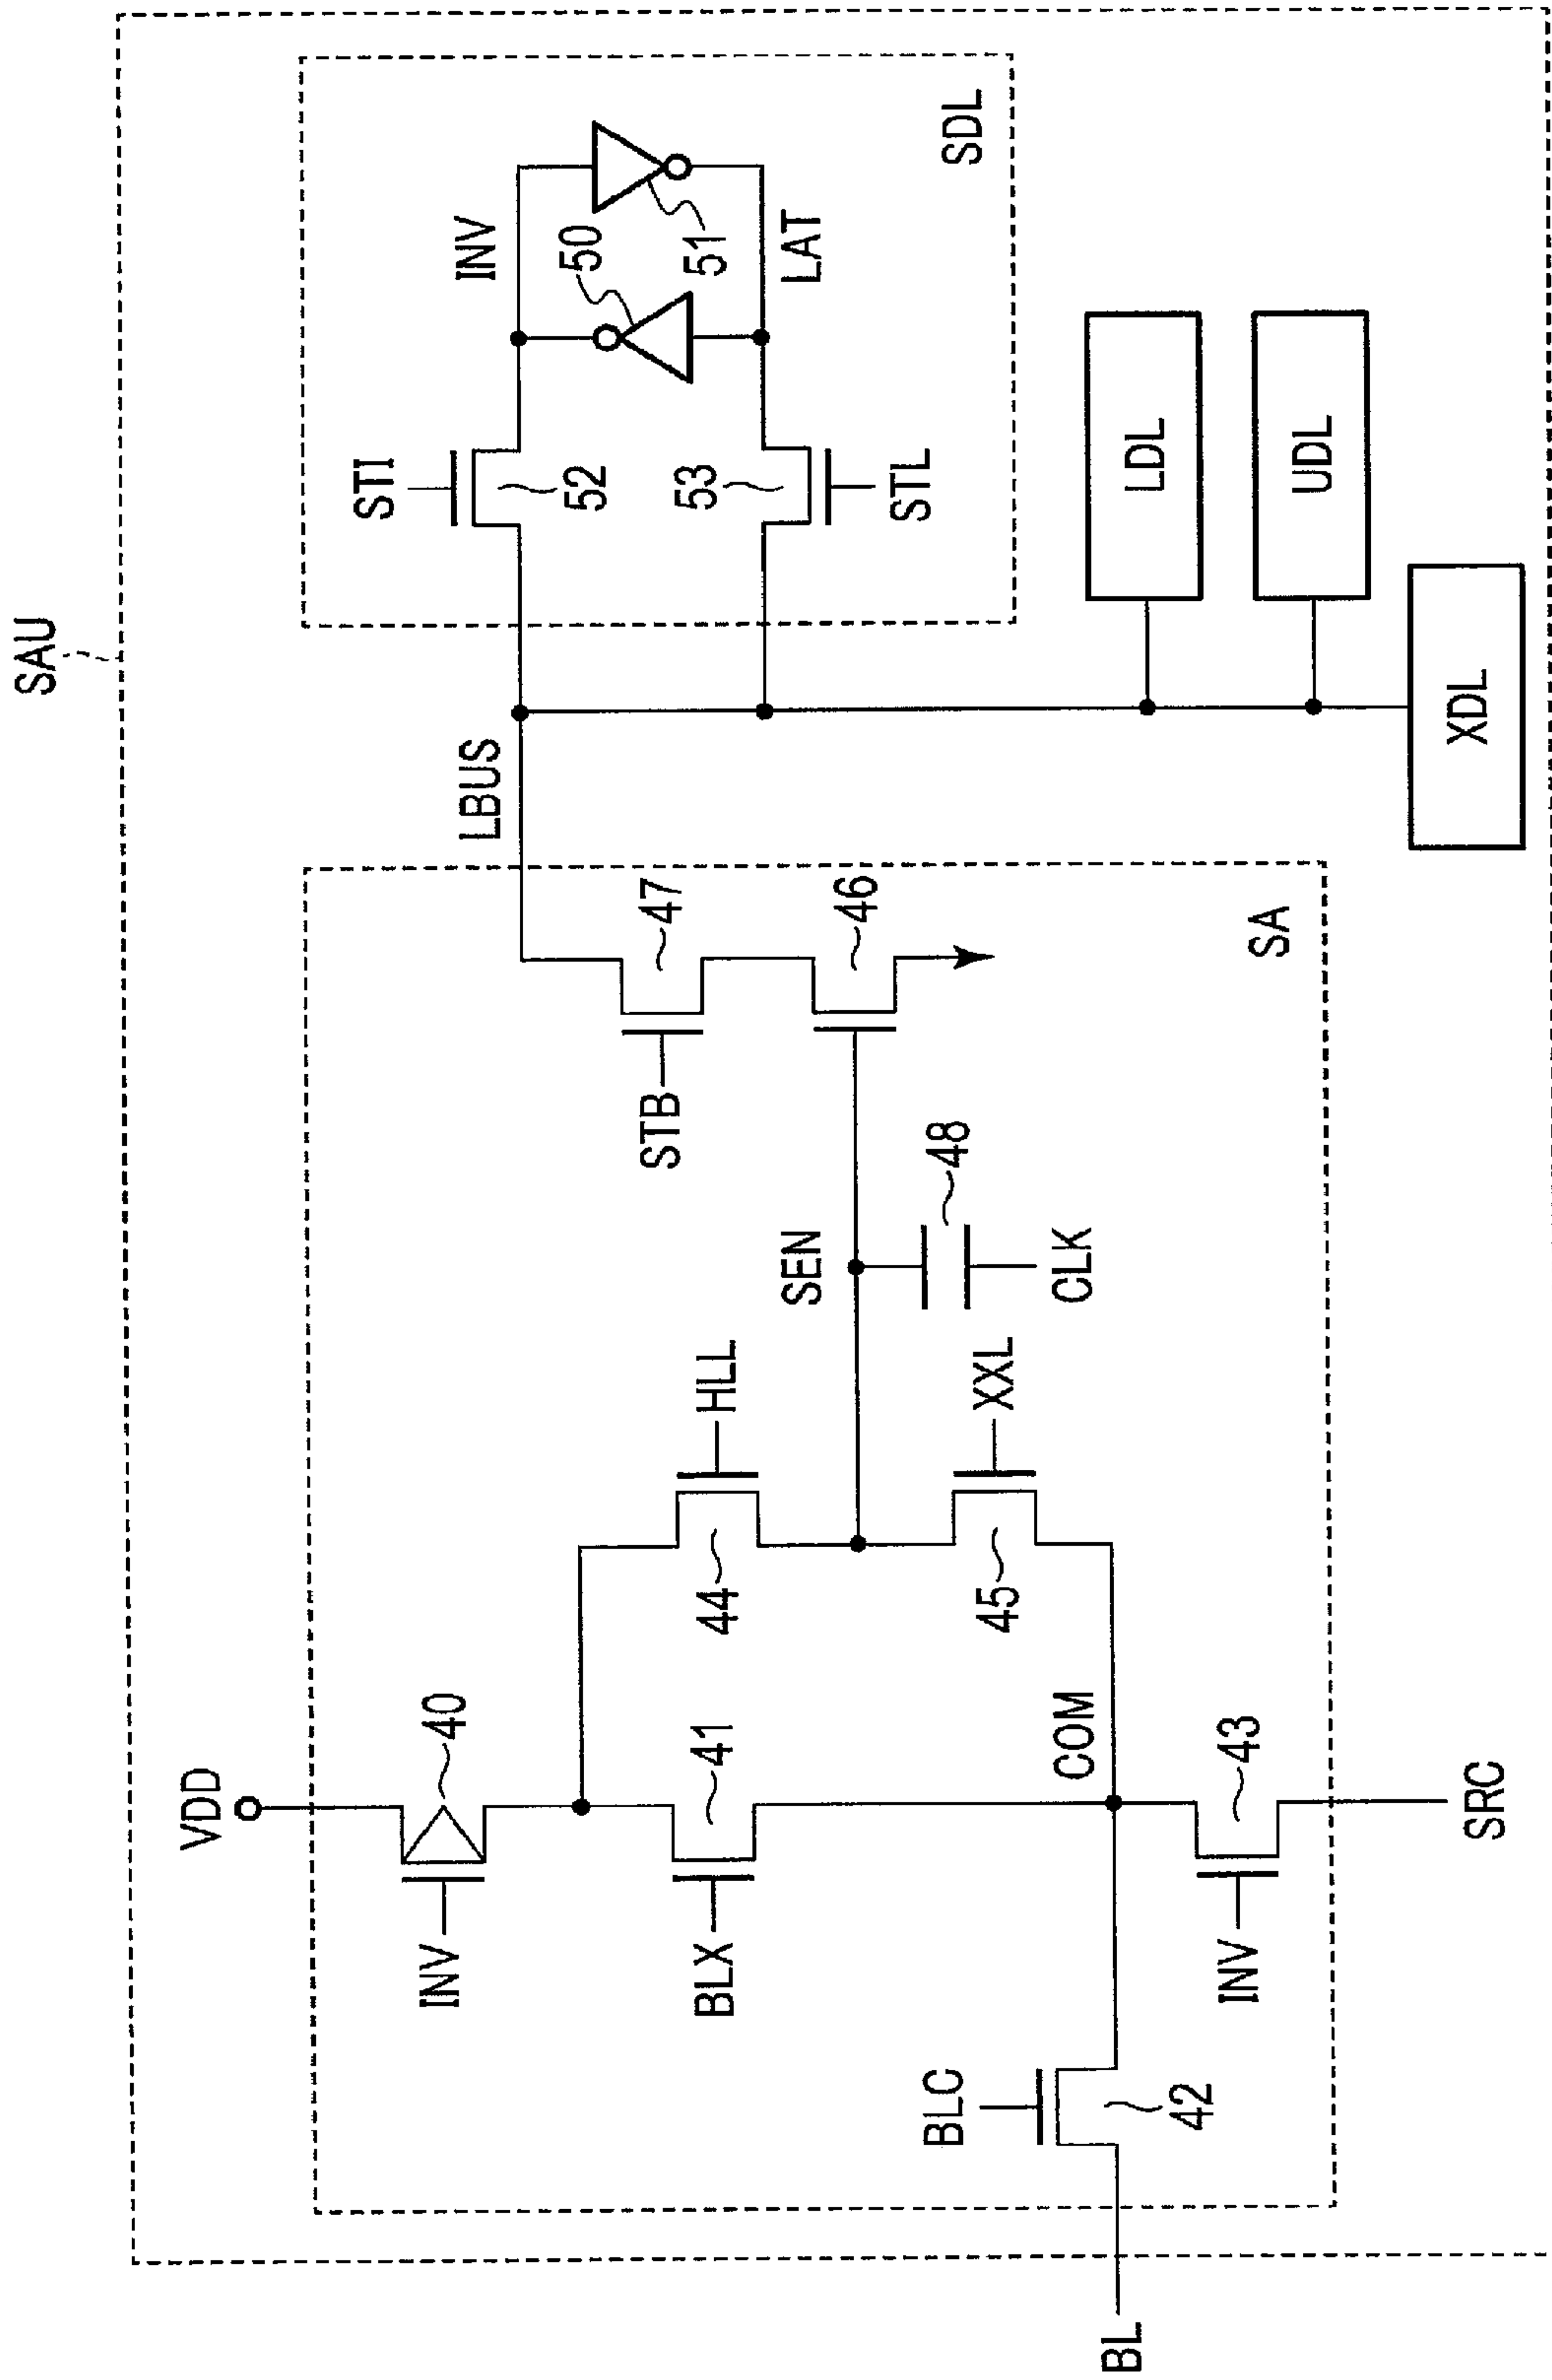 SAU
VDD
INV
40
BLX
41
BLC
42
BL
COM
INV
43
SRC
44
HLL
45
XXL
SEN
48
CLK
STB
47
46
SA
LBUS
STI
52
INV
50
51
53
LAT
STL
SDL
LDL
UDL
XDL